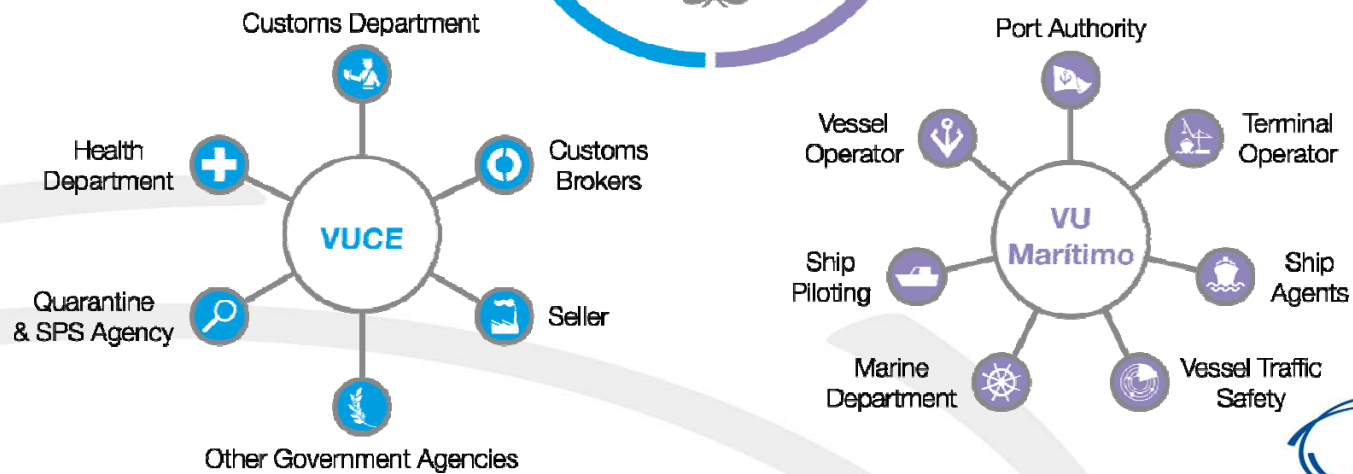 Customs Department
Health
Department
Customs
Brokers
VUCE
Quarantine
& SPS Agency
Seller
Other Government Agencies
Port Authority
Vessel
Operator
Terminal
Operator
VU
Marítimo
Ship
Piloting
Ship
Agents
Marine
Department
Vessel Traffic
Safety